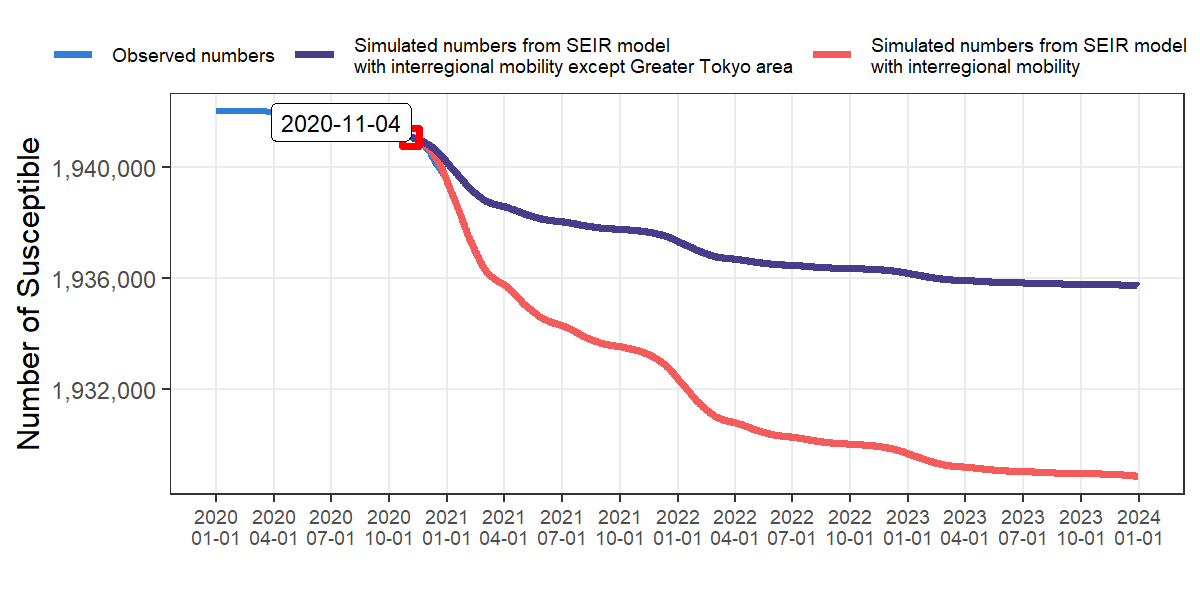 Observed numbers
Simulated numbers from SEIR model
with interregional mobility except Greater Tokyo area
Simulated numbers from SEIR model
with interregional mobility
2020-11-04
Number of Susceptible
1,940,000
1,936,000
1,932,000
2020 2020 2020 2020 2021 2021 2021 2021 2022 2022 2022 2022 2023 2023 2023 2023 2024
01-01 04-01 07-01 10-01 01-01 04-01 07-01 10-01 01-01 04-01 07-01 10-01 01-01 04-01 07-01 10-01 01-01